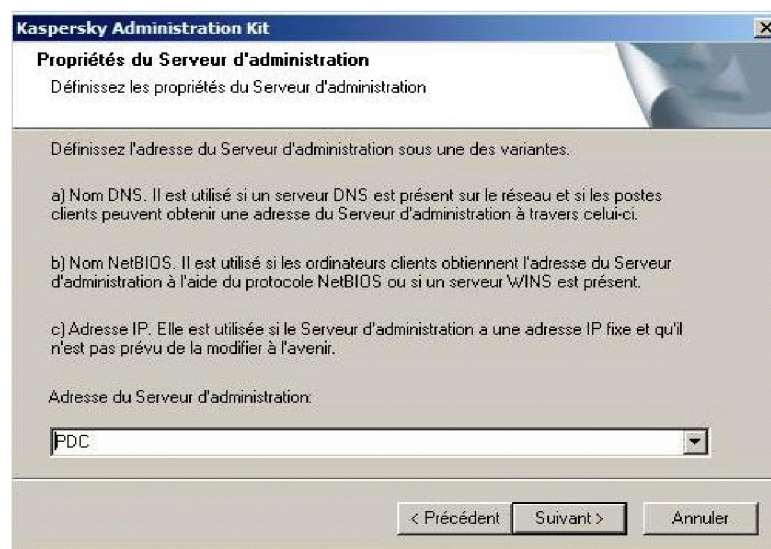 Kaspersky Administration Kit
Propriétés du Serveur d'administration
Définissez les propriétés du Serveur d'administration
Définissez l'adresse du Serveur d'administration sous une des variantes.
a) Nom DNS. Il est utilisé si un serveur DNS est présent sur le réseau et si les postes
clients peuvent obtenir une adresse du Serveur d'administration à travers celui-ci.
b) Nom NetBIOS. Il est utilisé si les ordinateurs clients obtiennent l'adresse du Serveur
d'administration à l'aide du protocole NetBIOS ou si un serveur WINS est présent.
c) Adresse IP. Elle est utilisée si le Serveur d'administration a une adresse IP fixe et qu'il
n'est pas prévu de la modifier à l'avenir.
Adresse du Serveur d'administration:
PDC
< Précédent Suivant > Annuler